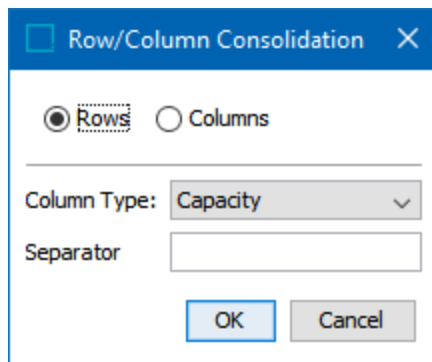 Row/Column Consolidation
Rows Columns
Column Type: Capacity
Separator
OK Cancel